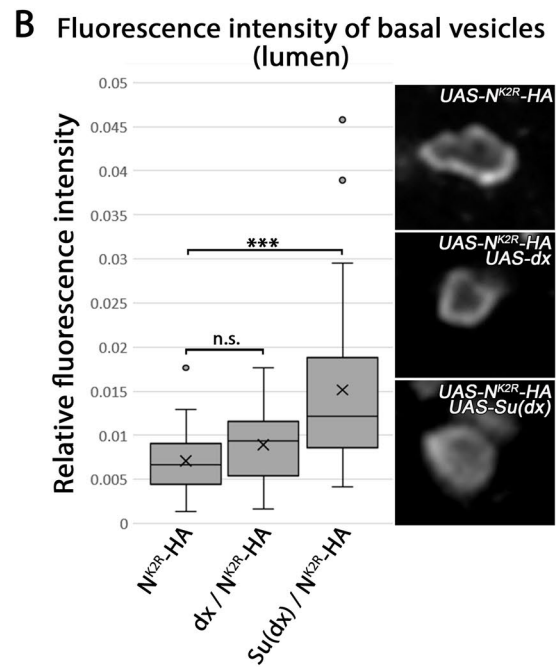 B Fluorescence intensity of basal vesicles
(lumen)
Relative fluorescence intensity
0.05
0.045
0.04
0.035
0.03
0.025
0.02
0.015
0.01
0.005
0
***
n.s.
N^K2R-HA
dx / N^K2R-HA
Su(dx) / N^K2R-HA
UAS-N^K2R-HA
UAS-N^K2R-HA
UAS-dx
UAS-N^K2R-HA
UAS-Su(dx)